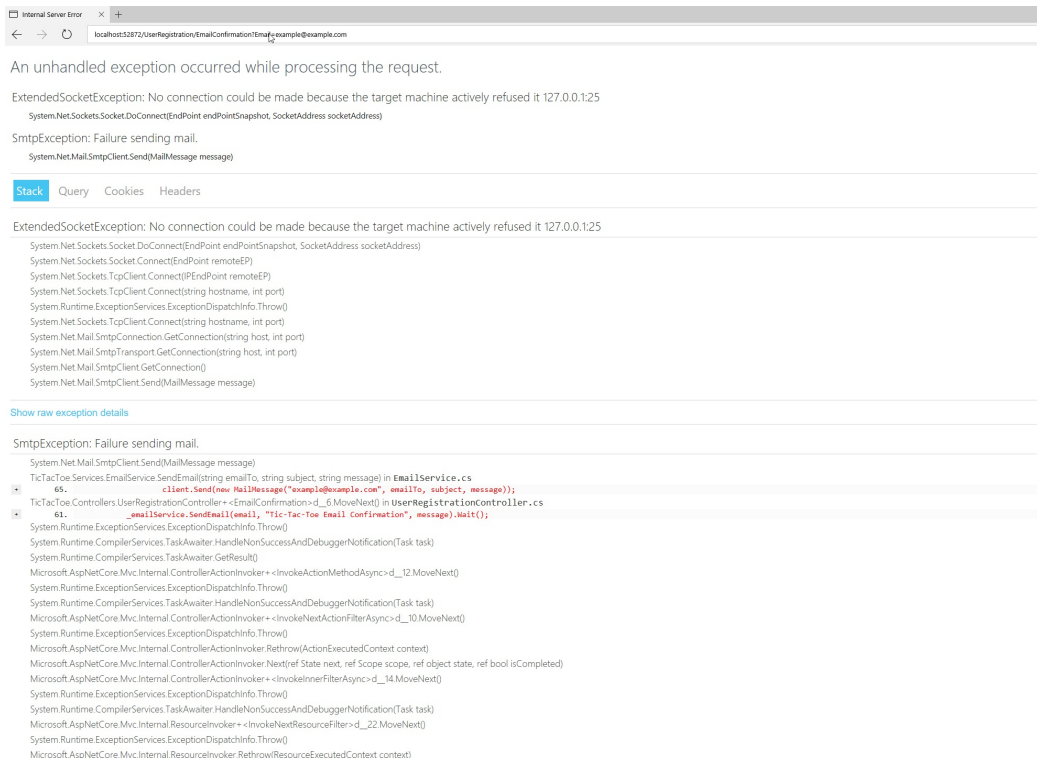 Internal Server Error
localhost:52872/UserRegistration/EmailConfirmation?Email=example@example.com
An unhandled exception occurred while processing the request.
ExtendedSocketException: No connection could be made because the target machine actively refused it 127.0.0.1:25
System.Net.Sockets.Socket.DoConnect(EndPoint endPointSnapshot, SocketAddress socketAddress)
SmtpException: Failure sending mail.
System.Net.Mail.SmtpClient.Send(MailMessage message)
Stack Query Cookies Headers
ExtendedSocketException: No connection could be made because the target machine actively refused it 127.0.0.1:25
System.Net.Sockets.Socket.DoConnect(EndPoint endPointSnapshot, SocketAddress socketAddress)
System.Net.Sockets.Socket.Connect(EndPoint remoteEP)
System.Net.Sockets.TcpClient.Connect(IPEndPoint remoteEP)
System.Net.Sockets.TcpClient.Connect(string hostname, int port)
System.Runtime.ExceptionServices.ExceptionDispatchInfo.Throw()
System.Net.Sockets.TcpClient.Connect(string hostname, int port)
System.Net.Mail.SmtpConnection.GetConnection(string host, int port)
System.Net.Mail.SmtpTransport.GetConnection(string host, int port)
System.Net.Mail.SmtpClient.GetConnection()
System.Net.Mail.SmtpClient.Send(MailMessage message)
Show raw exception details
SmtpException: Failure sending mail.
System.Net.Mail.SmtpClient.Send(MailMessage message)
TicTacToe.Services.EmailService.SendEmail(string emailTo, string subject, string message) in EmailService.cs
+ 65. client.Send(new MailMessage("example@example.com", emailTo, subject, message));
TicTacToe.Controllers.UserRegistrationController+<EmailConfirmation>d__6.MoveNext() in UserRegistrationController.cs
+ 61. _emailService.SendEmail(email, "Tic-Tac-Toe Email Confirmation", message).Wait();
System.Runtime.ExceptionServices.ExceptionDispatchInfo.Throw()
System.Runtime.CompilerServices.TaskAwaiter.HandleNonSuccessAndDebuggerNotification(Task task)
System.Runtime.CompilerServices.TaskAwaiter.GetResult()
Microsoft.AspNetCore.Mvc.Internal.ControllerActionInvoker+<InvokeActionMethodAsync>d__12.MoveNext()
System.Runtime.ExceptionServices.ExceptionDispatchInfo.Throw()
System.Runtime.CompilerServices.TaskAwaiter.HandleNonSuccessAndDebuggerNotification(Task task)
Microsoft.AspNetCore.Mvc.Internal.ControllerActionInvoker+<InvokeNextActionFilterAsync>d__10.MoveNext()
System.Runtime.ExceptionServices.ExceptionDispatchInfo.Throw()
Microsoft.AspNetCore.Mvc.Internal.ControllerActionInvoker.Rethrow(ActionExecutedContext context)
Microsoft.AspNetCore.Mvc.Internal.ControllerActionInvoker.Next(ref State next, ref Scope scope, ref object state, ref bool isCompleted)
Microsoft.AspNetCore.Mvc.Internal.ControllerActionInvoker+<InvokeInnerFilterAsync>d__14.MoveNext()
System.Runtime.ExceptionServices.ExceptionDispatchInfo.Throw()
System.Runtime.CompilerServices.TaskAwaiter.HandleNonSuccessAndDebuggerNotification(Task task)
Microsoft.AspNetCore.Mvc.Internal.ResourceInvoker+<InvokeNextResourceFilter>d__22.MoveNext()
System.Runtime.ExceptionServices.ExceptionDispatchInfo.Throw()
Microsoft.AspNetCore.Mvc.Internal.ResourceInvoker.Rethrow(ResourceExecutedContext context)